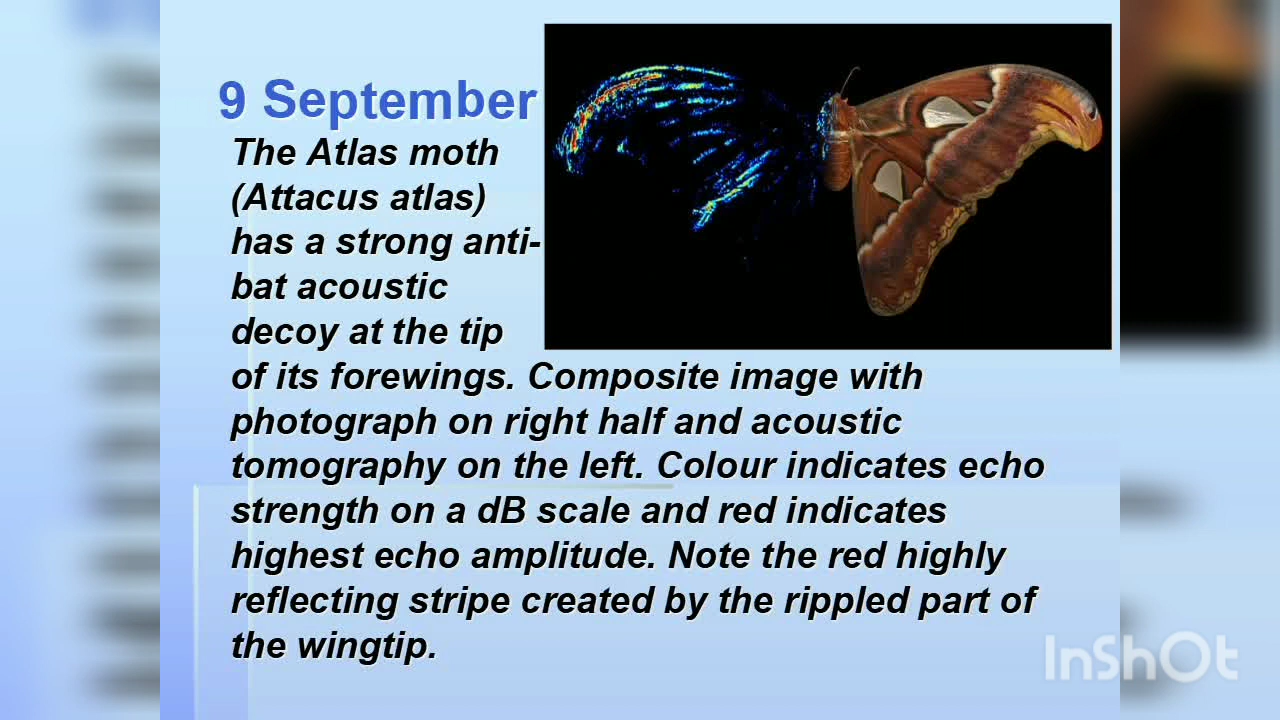 9 September
The Atlas moth
(Attacus atlas)
has a strong anti-
bat acoustic
decoy at the tip
of its forewings. Composite image with
photograph on right half and acoustic
tomography on the left. Colour indicates echo
strength on a dB scale and red indicates
highest echo amplitude. Note the red highly
reflecting stripe created by the rippled part of
the wingtip.
InShOt